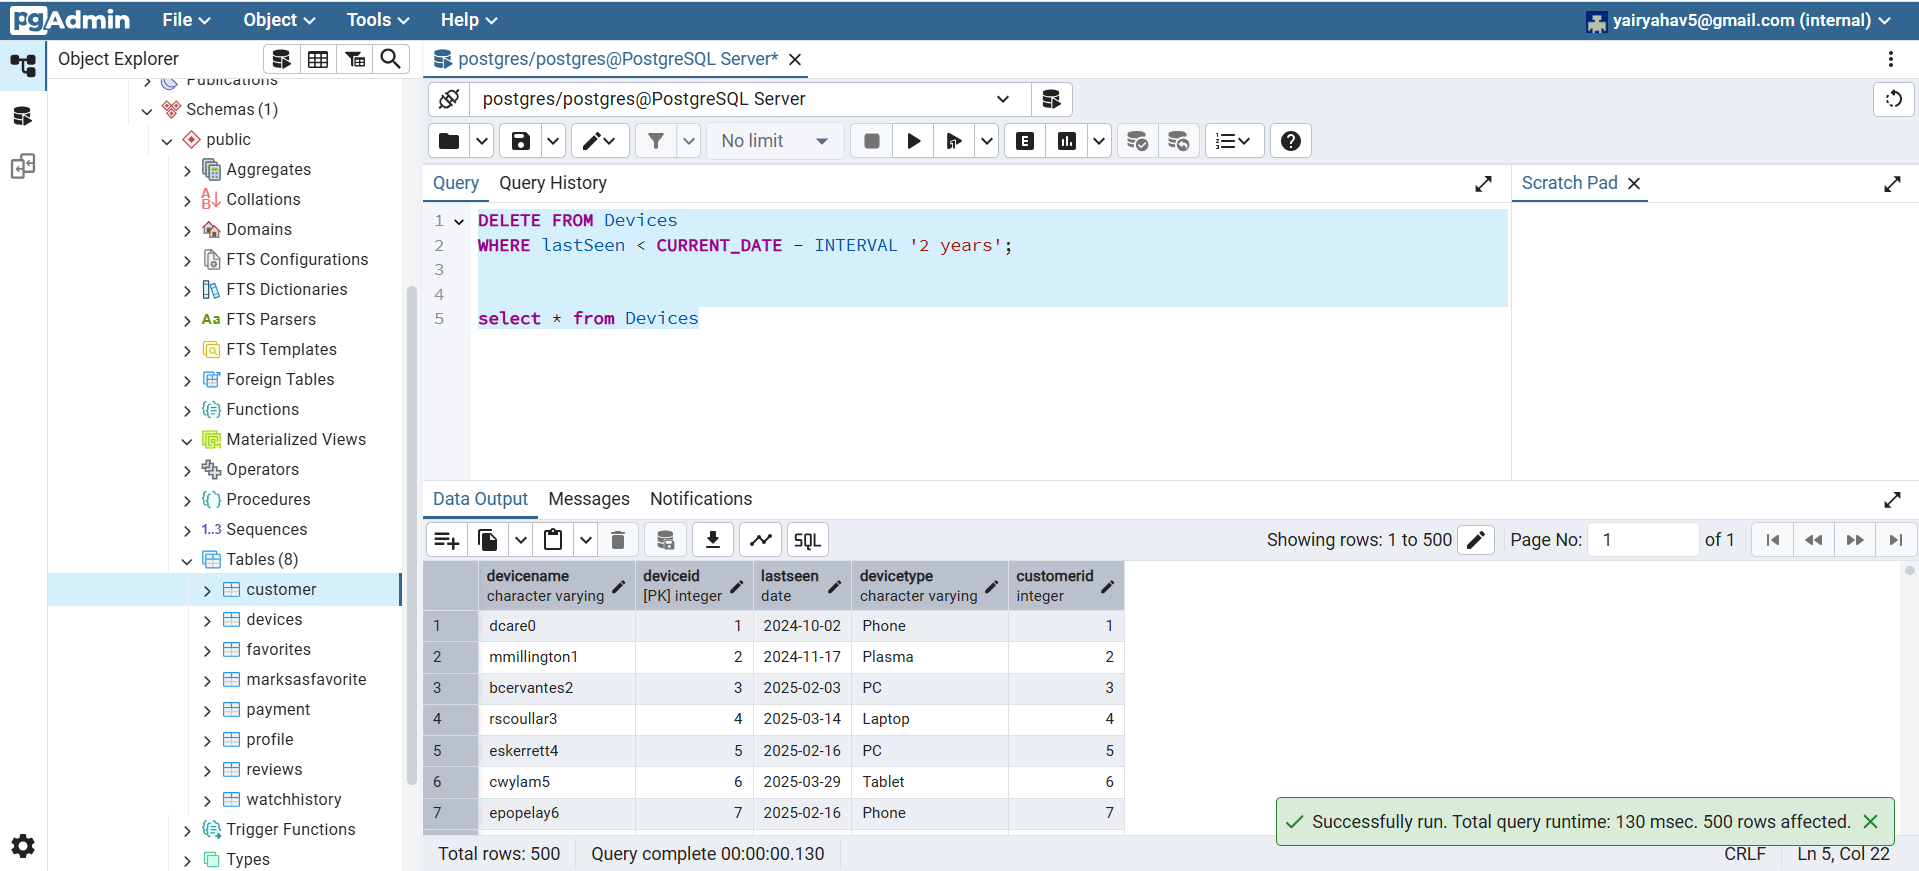 pgAdmin File Object Tools Help yairyahav5@gmail.com (internal)
Object Explorer
postgres/postgres@PostgreSQL Server*
Publications
Schemas (1)
public
Aggregates
Collations
Domains
FTS Configurations
FTS Dictionaries
Aa FTS Parsers
FTS Templates
Foreign Tables
Functions
Materialized Views
Operators
Procedures
1..3 Sequences
Tables (8)
customer
devices
favorites
marksasfavorite
payment
profile
reviews
watchhistory
Trigger Functions
Types
postgres/postgres@PostgreSQL Server
No limit
E
Query Query History
Scratch Pad
1 DELETE FROM Devices
2 WHERE lastSeen < CURRENT_DATE - INTERVAL '2 years';
3
4
5 select * from Devices
Data Output Messages Notifications
SQL
Showing rows: 1 to 500
Page No: 1 of 1
devicename deviceid lastseen devicetype customerid
character varying [PK] integer date character varying integer
1 dcare0 1 2024-10-02 Phone 1
2 mmillington1 2 2024-11-17 Plasma 2
3 bcervantes2 3 2025-02-03 PC 3
4 rscoullar3 4 2025-03-14 Laptop 4
5 eskerrett4 5 2025-02-16 PC 5
6 cwylam5 6 2025-03-29 Tablet 6
7 epopelay6 7 2025-02-16 Phone 7
Successfully run. Total query runtime: 130 msec. 500 rows affected.
Total rows: 500 Query complete 00:00:00.130 CRLF Ln 5, Col 22